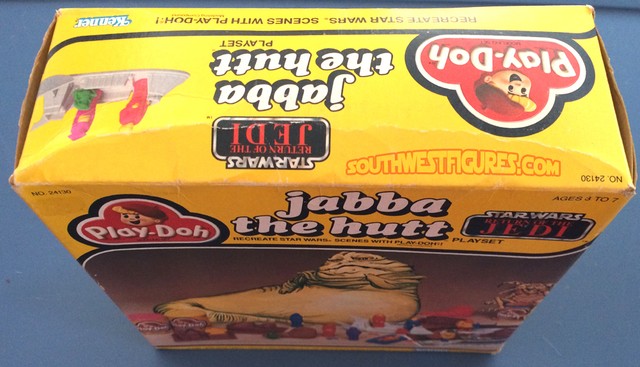 RECREATE STAR WARS. SCENES WITH PLAY-DOH!!
Kenner
Play-Doh
jabba
the hutt
PLAYSET
STAR WARS
RETURN OF THE
JEDI
SOUTHWESTFIGURES.COM
NO. 24130
NO. 24130
AGES 3 TO 7
Play-Doh
jabba
the hutt
RECREATE STAR WARS. SCENES WITH PLAY-DOH!! PLAYSET
STAR WARS
RETURN OF THE
JEDI